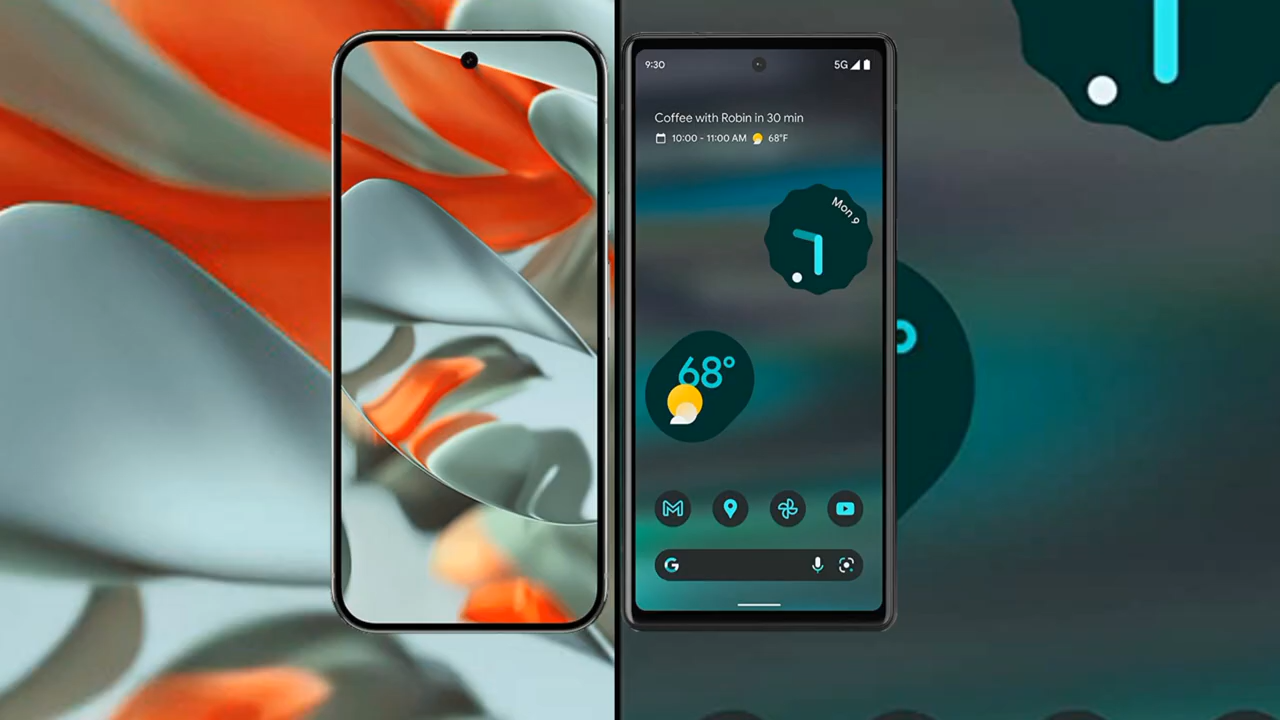 9:30
5G
Coffee with Robin in 30 min
10:00 - 11:00 AM 68°F
Mon 9
68°
G